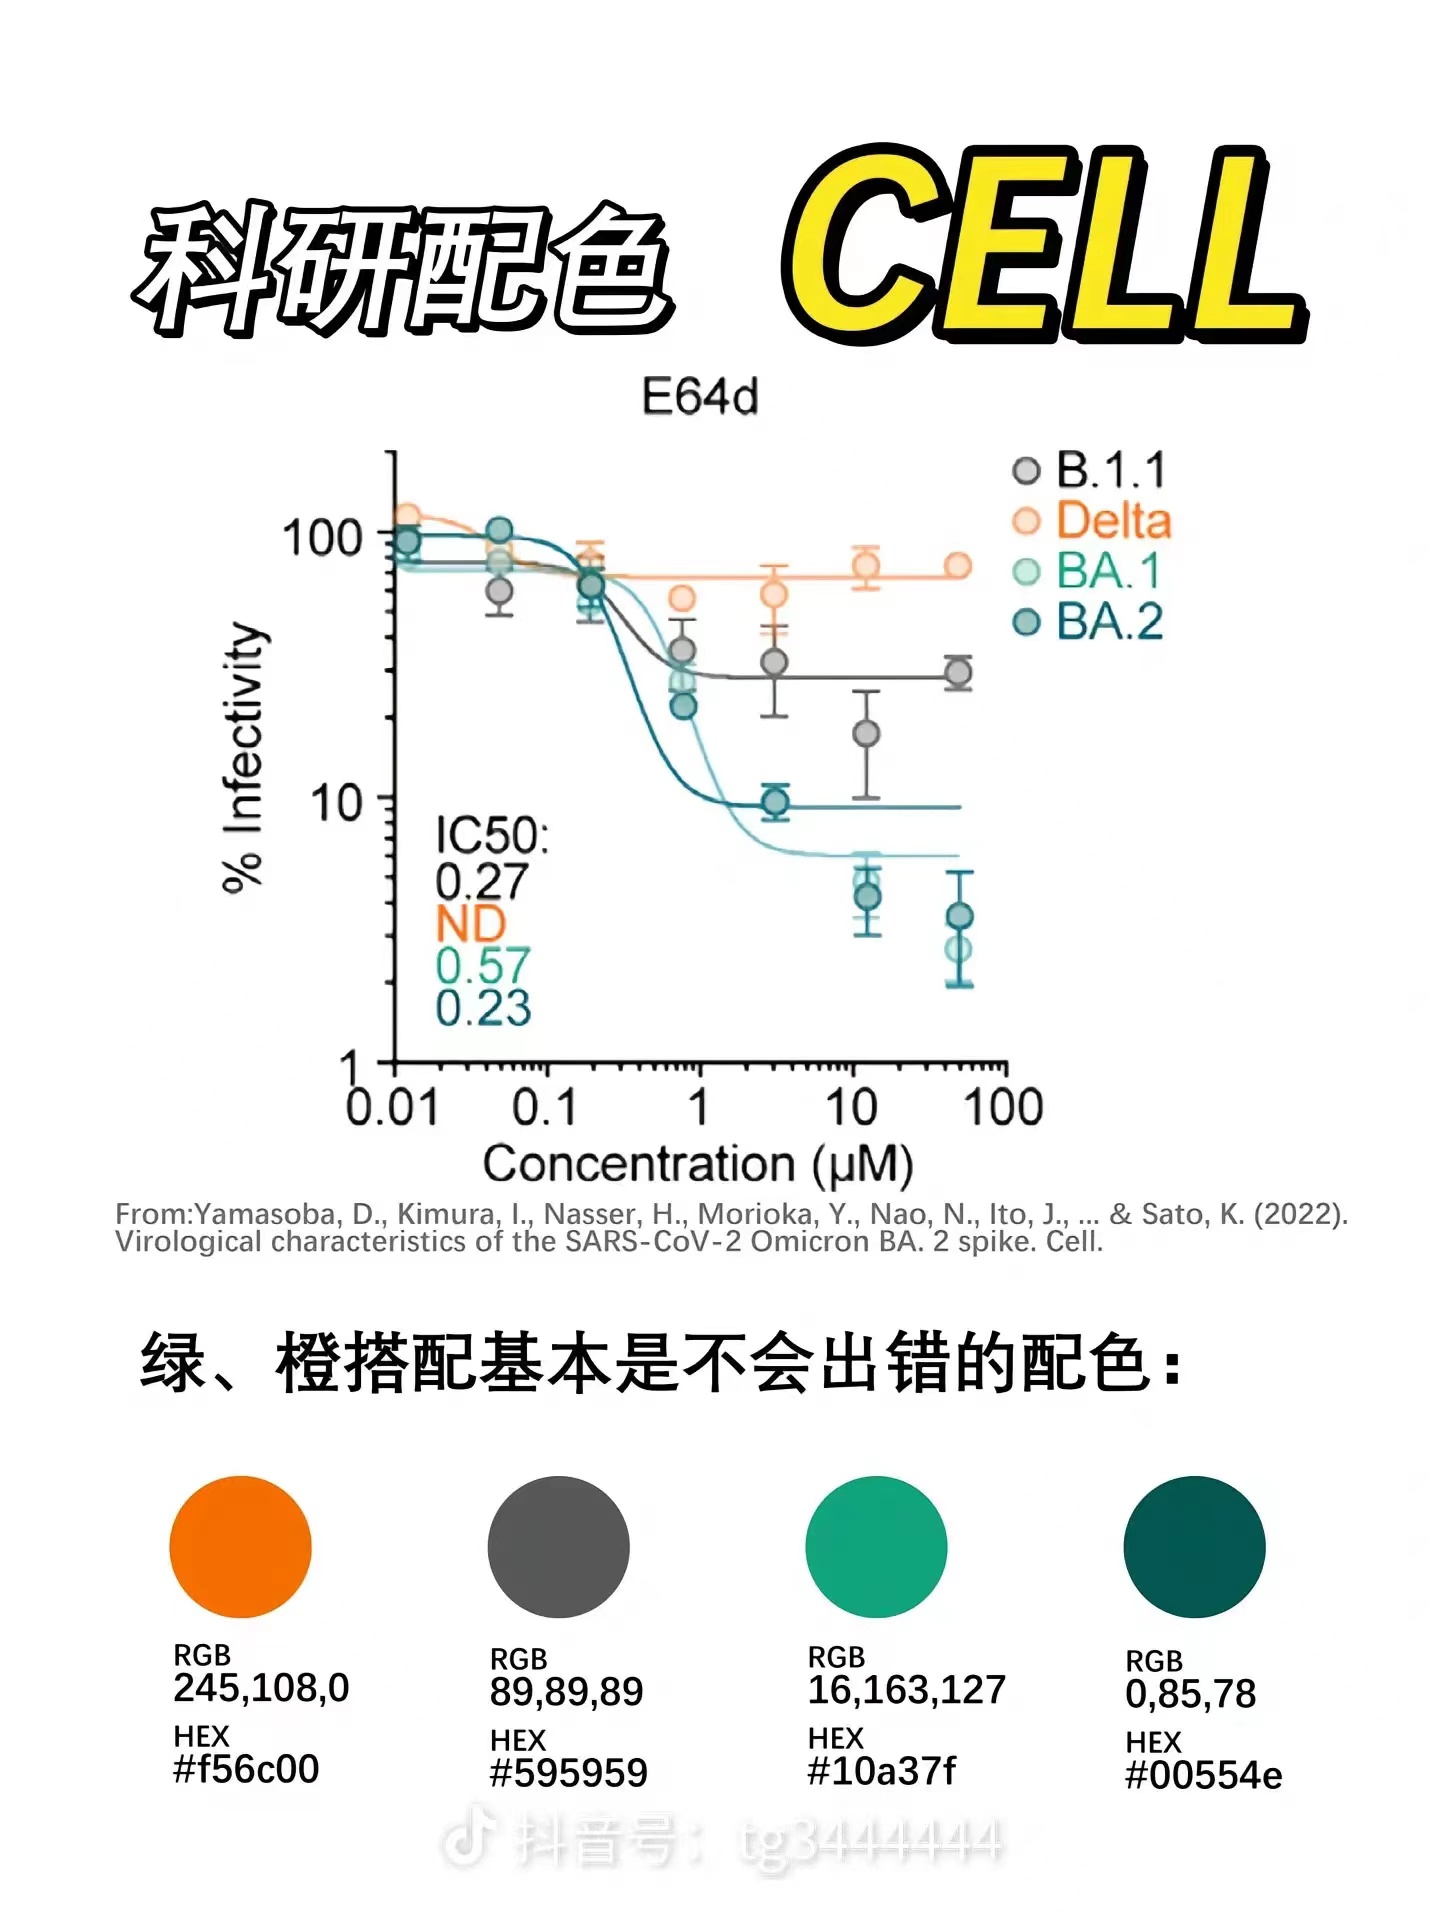 科研配色 CELL
E64d
B.1.1
Delta
BA.1
BA.2
% Infectivity
100
10
1
IC50:
0.27
ND
0.57
0.23
0.01 0.1 1 10 100
Concentration (μM)
From:Yamasoba, D., Kimura, I., Nasser, H., Morioka, Y., Nao, N., Ito, J., ... & Sato, K. (2022).
Virological characteristics of the SARS-CoV-2 Omicron BA. 2 spike. Cell.
绿、橙搭配基本是不会出错的配色：
RGB
245,108,0
HEX
#f56c00
RGB
89,89,89
HEX
#595959
RGB
16,163,127
HEX
#10a37f
RGB
0,85,78
HEX
#00554e
抖音号：tg3444444